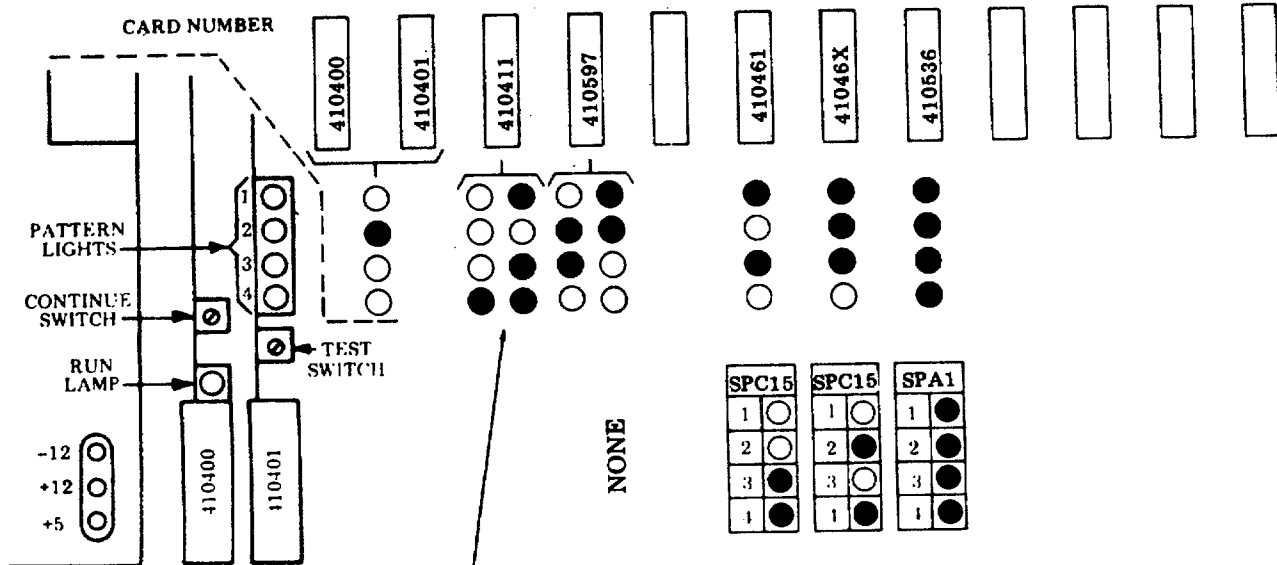 CARD NUMBER
410400
410401
410411
410597
410461
41046X
410536
PATTERN
LIGHTS
1
2
3
4
CONTINUE
SWITCH
TEST
SWITCH
RUN
LAMP
-12
+12
+5
410400
410401
NONE
SPC15
1
2
3
4
SPC15
1
2
3
4
SPA1
1
2
3
4